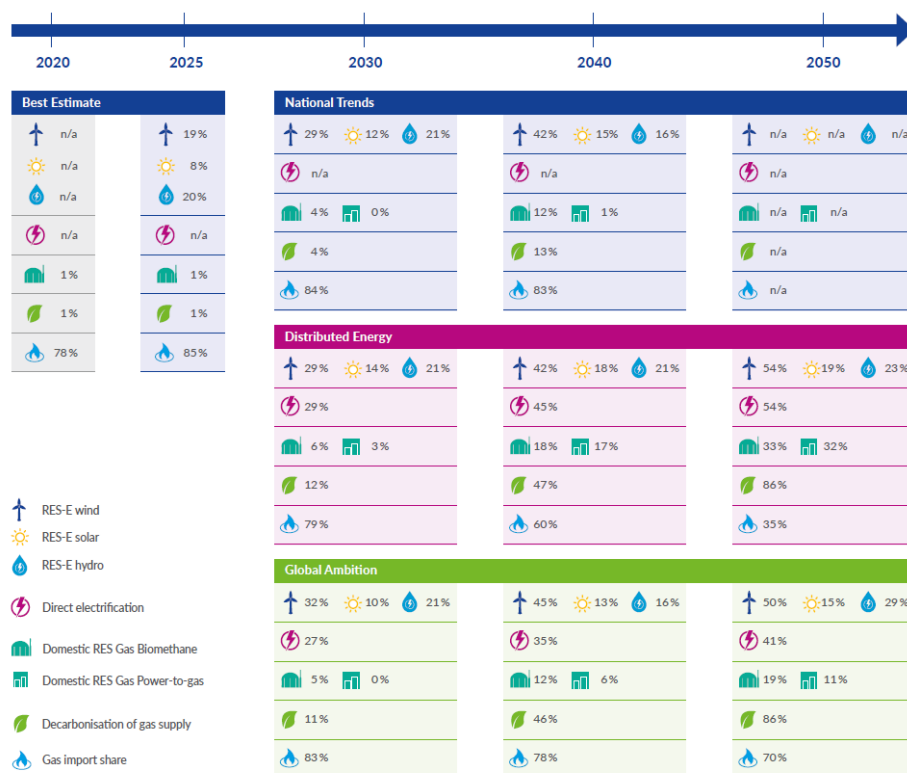 2020 2025 2030 2040 2050
Best Estimate
n/a 19%
n/a 8%
n/a 20%
n/a n/a
1% 1%
1% 1%
78% 85%
National Trends
29% 12% 21% 42% 15% 16% n/a n/a n/a
n/a n/a n/a
4% 0% 12% 1% n/a n/a
4% 13% n/a
84% 83% n/a
Distributed Energy
29% 14% 21% 42% 18% 21% 54% 19% 23%
29% 45% 54%
6% 3% 18% 17% 33% 32%
12% 47% 86%
79% 60% 35%
Global Ambition
32% 10% 21% 45% 13% 16% 50% 15% 29%
27% 35% 41%
5% 0% 12% 6% 19% 11%
11% 46% 86%
83% 78% 70%
RES-E wind
RES-E solar
RES-E hydro
Direct electrification
Domestic RES Gas Biomethane
Domestic RES Gas Power-to-gas
Decarbonisation of gas supply
Gas import share